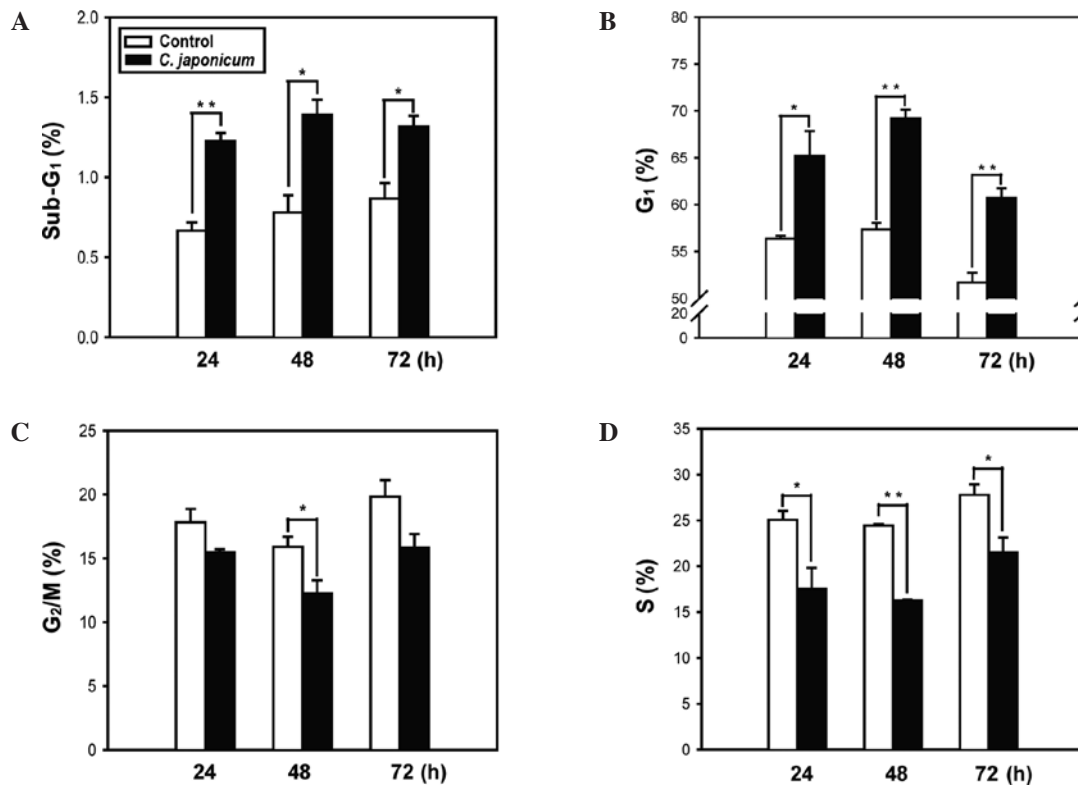 A
Sub-G₁ (%)
2.0
1.5
1.0
0.5
0.0
Control
C. japonicum
* *
*
*
24 48 72 (h)
B
G₁ (%)
80
75
70
65
60
55
50
20
0
*
* *
* *
24 48 72 (h)
C
G₂/M (%)
25
20
15
10
5
0
*
24 48 72 (h)
D
S (%)
35
30
25
20
15
10
5
0
*
* *
*
24 48 72 (h)